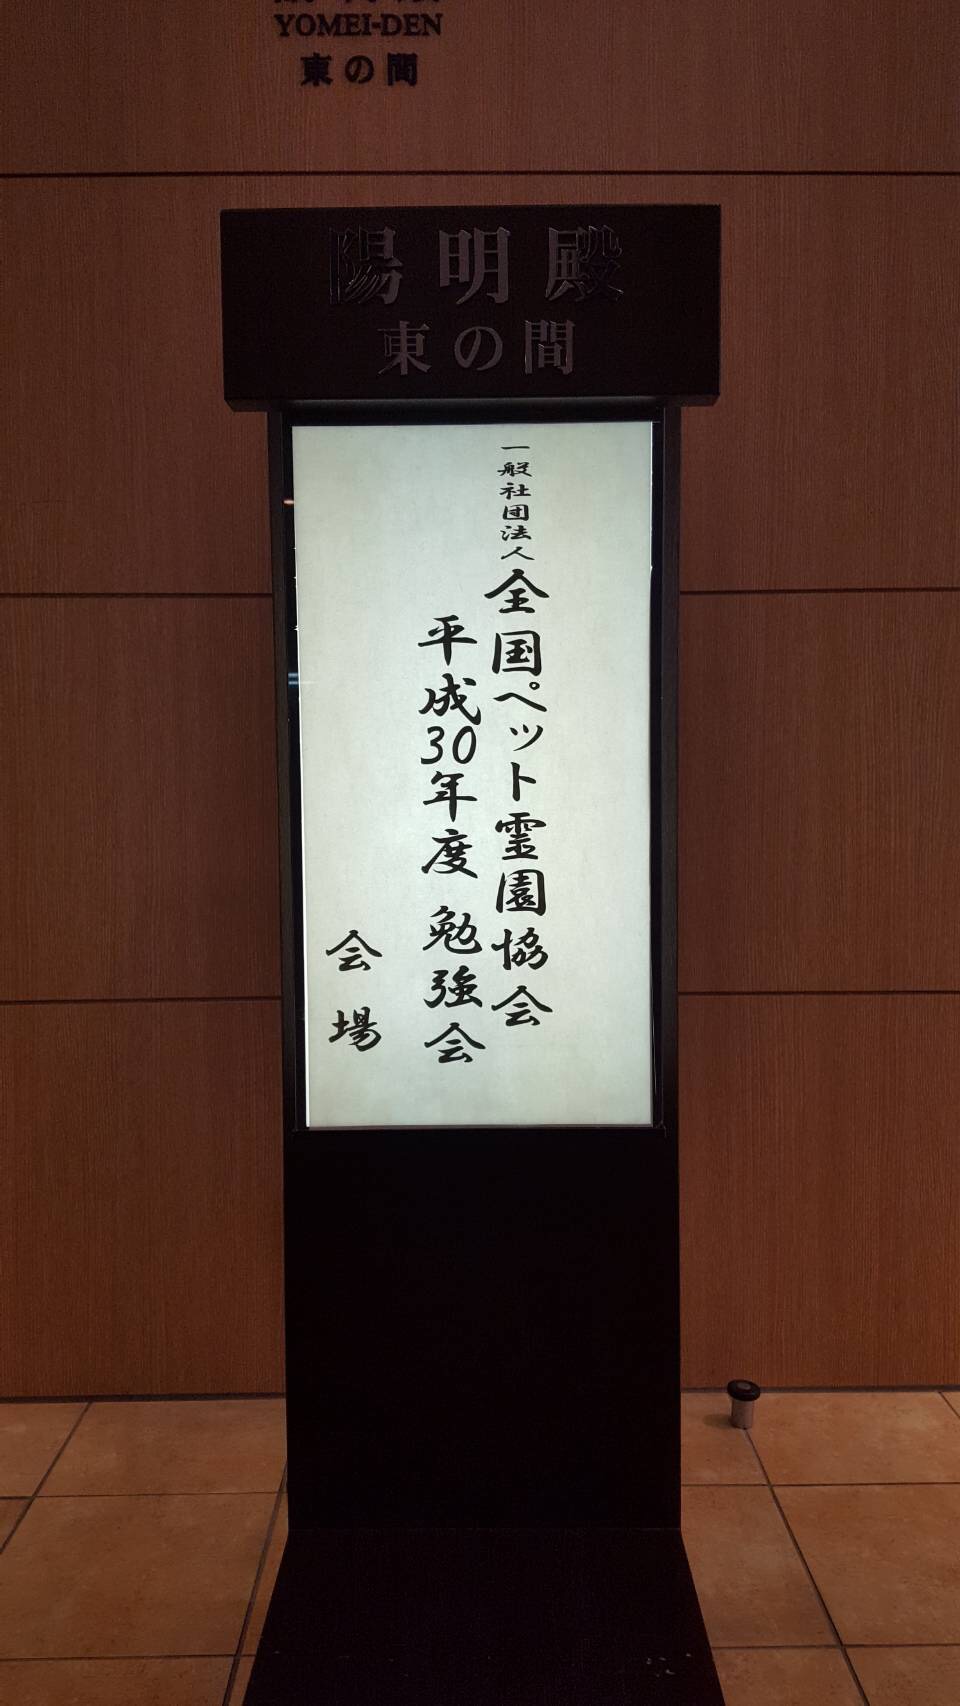 YOMEI-DEN
東の間
陽明殿
東の間
一般社団法人 全国ペット霊園協会
平成30年度 勉強会
会場